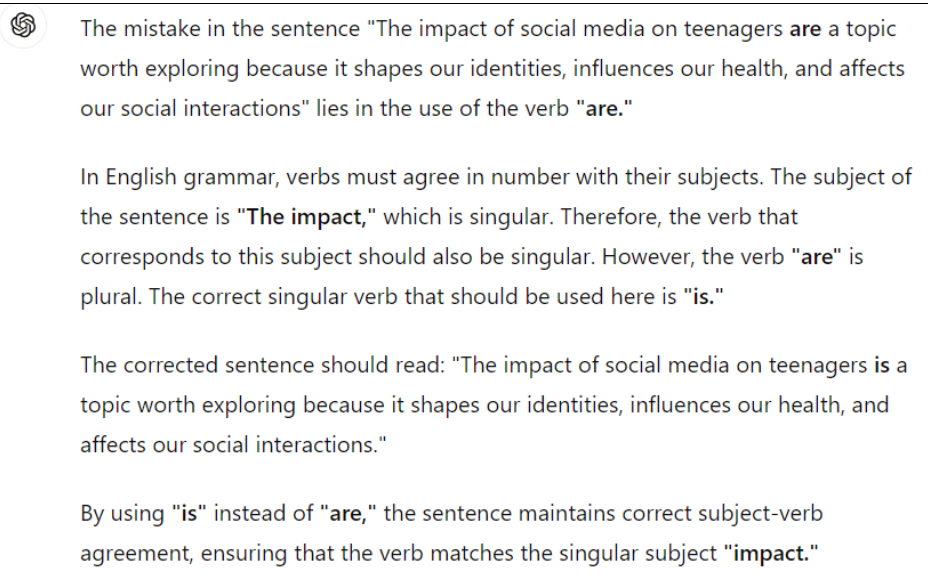 The mistake in the sentence "The impact of social media on teenagers are a topic
worth exploring because it shapes our identities, influences our health, and affects
our social interactions" lies in the use of the verb "are."
In English grammar, verbs must agree in number with their subjects. The subject of
the sentence is "The impact," which is singular. Therefore, the verb that
corresponds to this subject should also be singular. However, the verb "are" is
plural. The correct singular verb that should be used here is "is."
The corrected sentence should read: "The impact of social media on teenagers is a
topic worth exploring because it shapes our identities, influences our health, and
affects our social interactions."
By using "is" instead of "are," the sentence maintains correct subject-verb
agreement, ensuring that the verb matches the singular subject "impact."